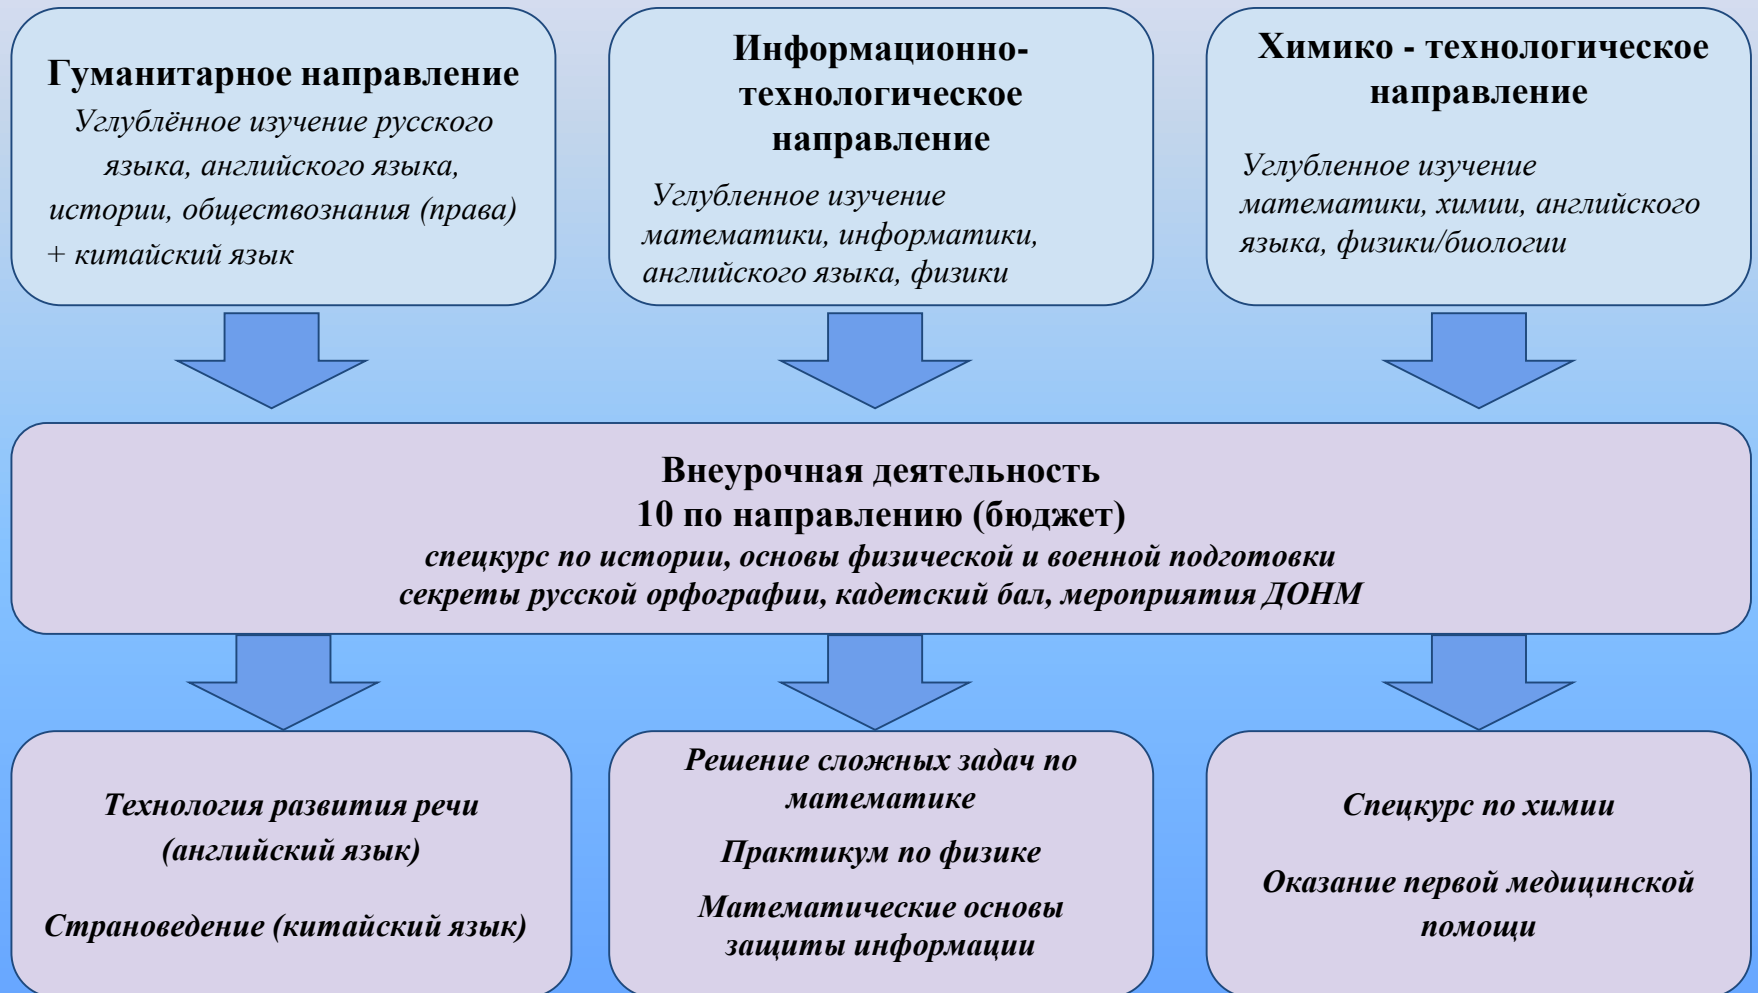 Гуманитарное направление
Углублённое изучение русского
языка, английского языка,
истории, обществознания (права)
+ китайский язык
Информационно-
технологическое
направление
Углубленное изучение
математики, информатики,
английского языка, физики
Химико - технологическое
направление
Углубленное изучение
математики, химии, английского
языка, физики/биологии
Внеурочная деятельность
10 по направлению (бюджет)
спецкурс по истории, основы физической и военной подготовки
секреты русской орфографии, кадетский бал, мероприятия ДОНМ
Технология развития речи
(английский язык)
Страноведение (китайский язык)
Решение сложных задач по
математике
Практикум по физике
Математические основы
защиты информации
Спецкурс по химии
Оказание первой медицинской
помощи